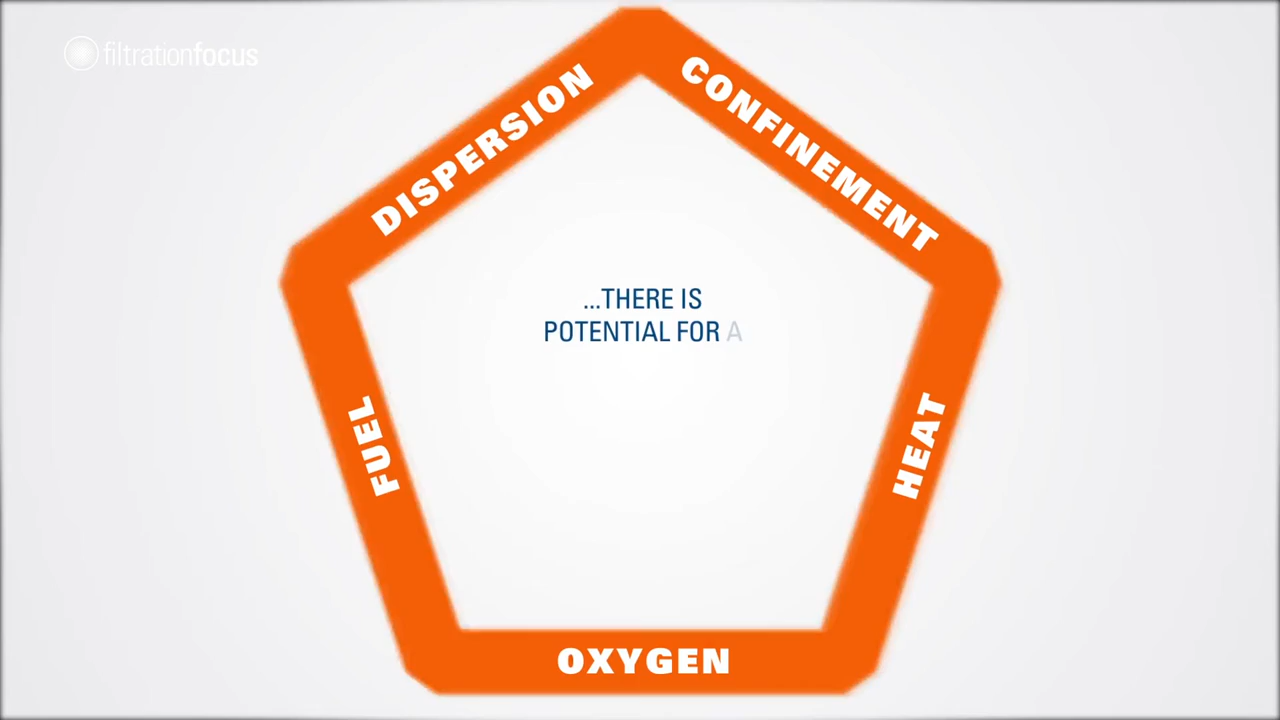 filtrationfocus
DISPERSION
CONFINEMENT
...THERE IS
POTENTIAL FOR A
FUEL
HEAT
OXYGEN